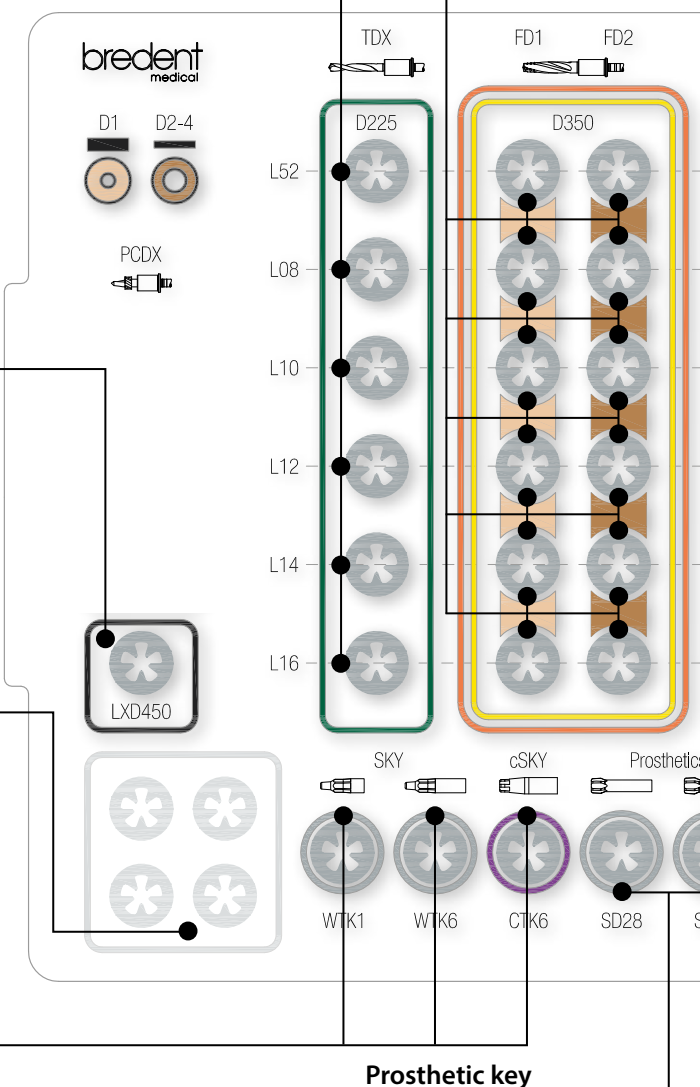 bredent
medical
TDX
FD1
FD2
D1
D2-4
D225
D350
L52
PCDX
L08
L10
L12
L14
L16
LXD450
SKY
cSKY
Prosthetics
WTK1
WTK6
CTK6
SD28
S
Prosthetic key